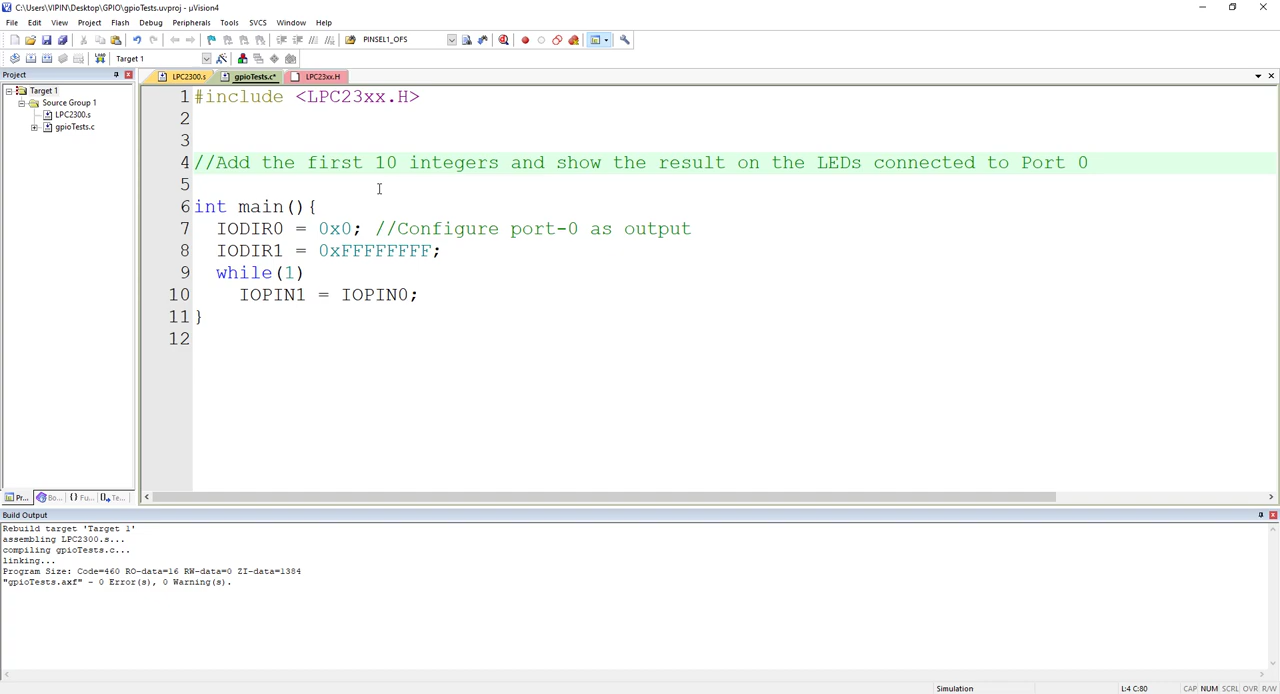 C:\Users\VIPIN\Desktop\GPIO\gpioTests.uvproj - µVision4
File Edit View Project Flash Debug Peripherals Tools SVCS Window Help
PINSEL1_OFS
Target 1
Project
LPC2300.s gpioTests.c* LPC23xx.H
Target 1
Source Group 1
LPC2300.s
gpioTests.c
1 #include <LPC23xx.H>
2
3
4 //Add the first 10 integers and show the result on the LEDs connected to Port 0
5
6 int main(){
7 IODIR0 = 0x0; //Configure port-0 as output
8 IODIR1 = 0xFFFFFFFF;
9 while(1)
10 IOPIN1 = IOPIN0;
11 }
12
Pr... Bo... {} Fu... Te...
Build Output
Rebuild target 'Target 1'
assembling LPC2300.s...
compiling gpioTests.c...
linking...
Program Size: Code=460 RO-data=16 RW-data=0 ZI-data=1384
"gpioTests.axf" - 0 Error(s), 0 Warning(s).
Simulation L:4 C:80 CAP NUM SCRL OVR R/W